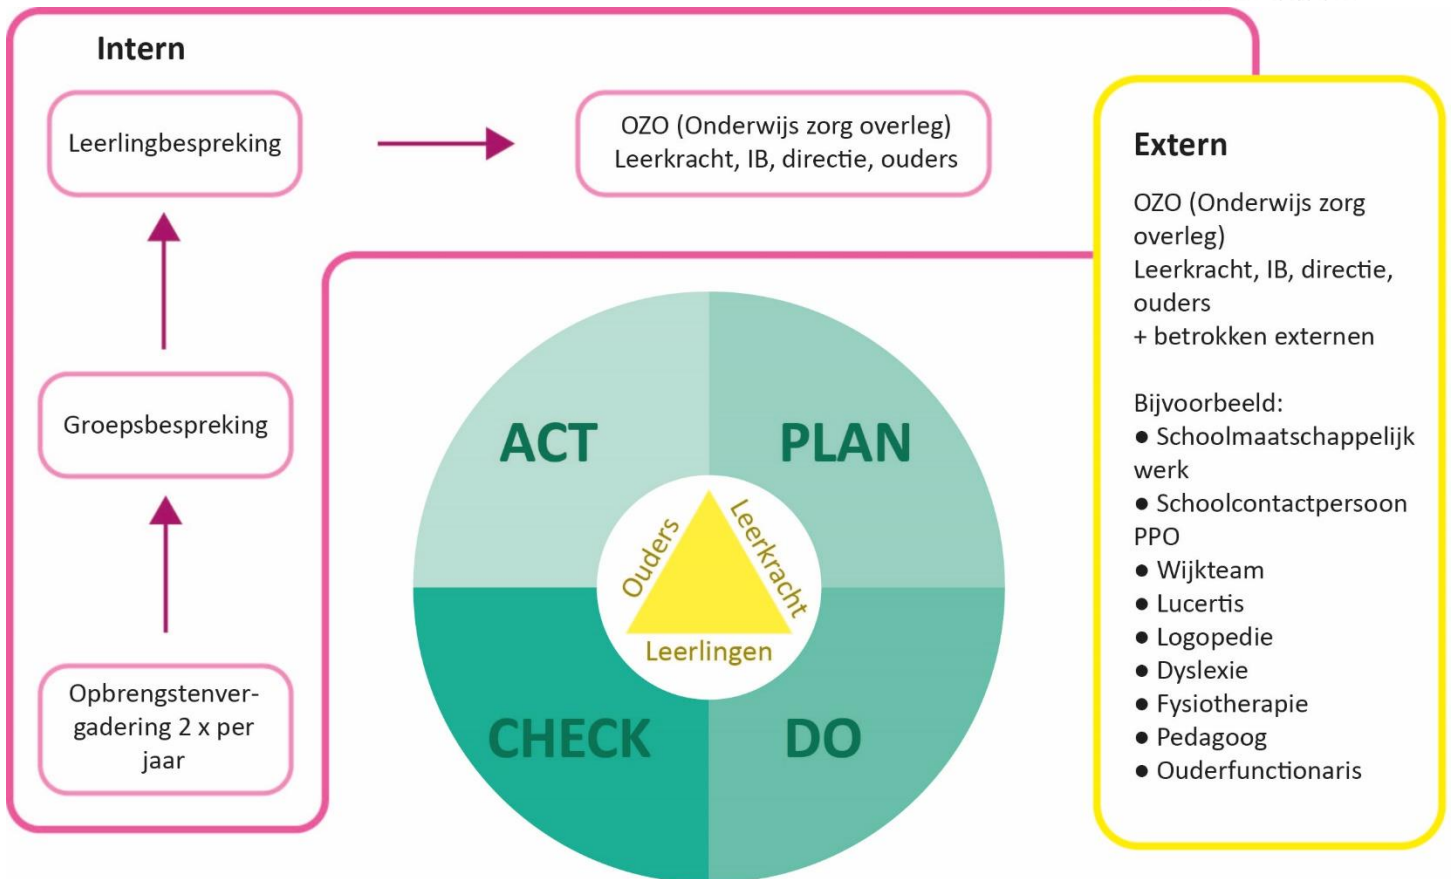 Intern
Leerlingbespreking
OZO (Onderwijs zorg overleg)
Leerkracht, IB, directie, ouders
Groepsbespreking
Opbrengstenver-
gadering 2 x per
jaar
ACT
PLAN
CHECK
DO
Ouders
Leerkracht
Leerlingen
Extern
OZO (Onderwijs zorg
overleg)
Leerkracht, IB, directie,
ouders
+ betrokken externen
Bijvoorbeeld:
● Schoolmaatschappelijk
werk
● Schoolcontactpersoon
PPO
● Wijkteam
● Lucertis
● Logopedie
● Dyslexie
● Fysiotherapie
● Pedagoog
● Ouderfunctionaris